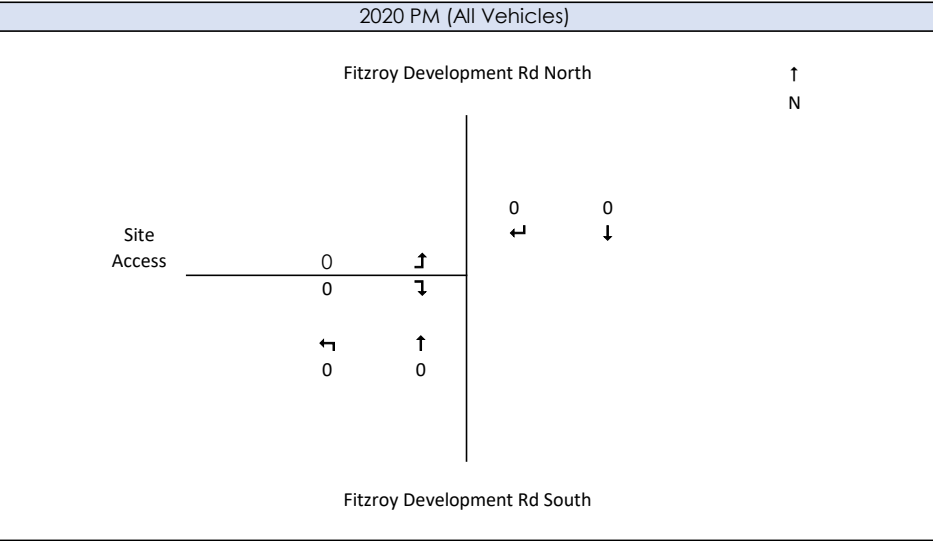 2020 PM (All Vehicles)
Fitzroy Development Rd North
↑
N
0 0
↵ ↓
Site
Access
0 ⮥
0 ⮧
↰ ↑
0 0
Fitzroy Development Rd South